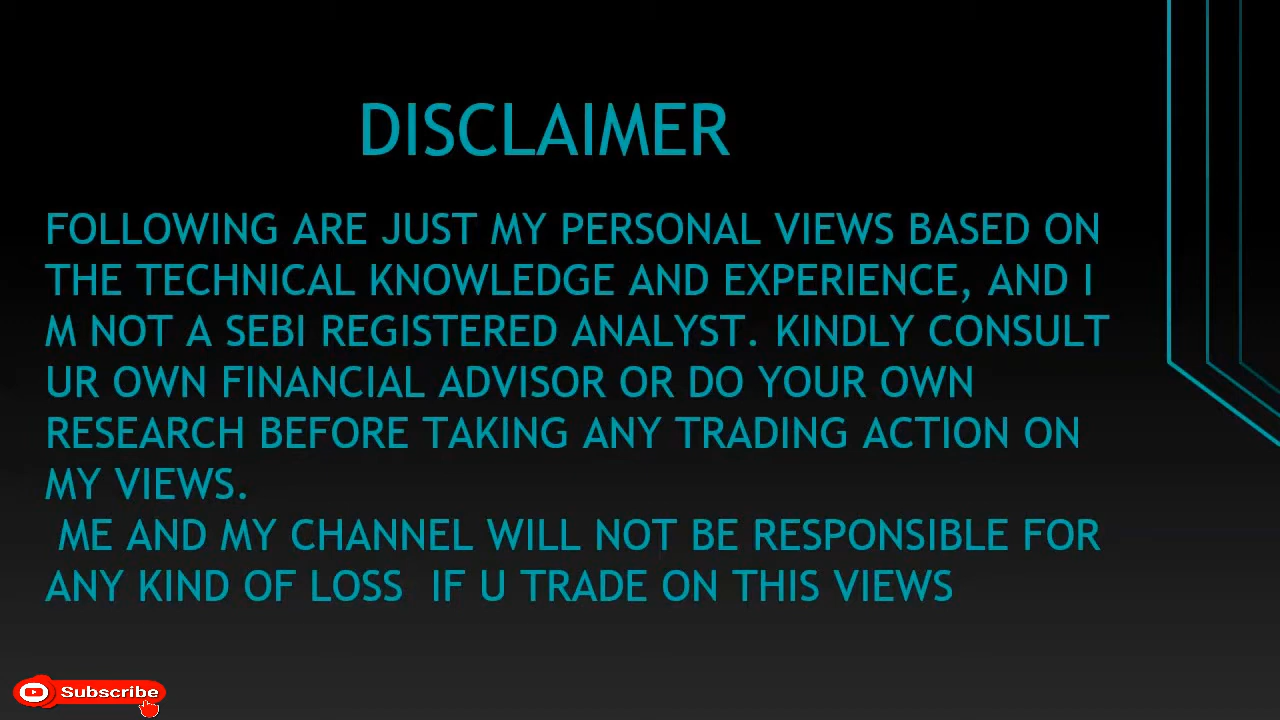 DISCLAIMER
FOLLOWING ARE JUST MY PERSONAL VIEWS BASED ON
THE TECHNICAL KNOWLEDGE AND EXPERIENCE, AND I
M NOT A SEBI REGISTERED ANALYST. KINDLY CONSULT
UR OWN FINANCIAL ADVISOR OR DO YOUR OWN
RESEARCH BEFORE TAKING ANY TRADING ACTION ON
MY VIEWS.
ME AND MY CHANNEL WILL NOT BE RESPONSIBLE FOR
ANY KIND OF LOSS  IF U TRADE ON THIS VIEWS
Subscribe